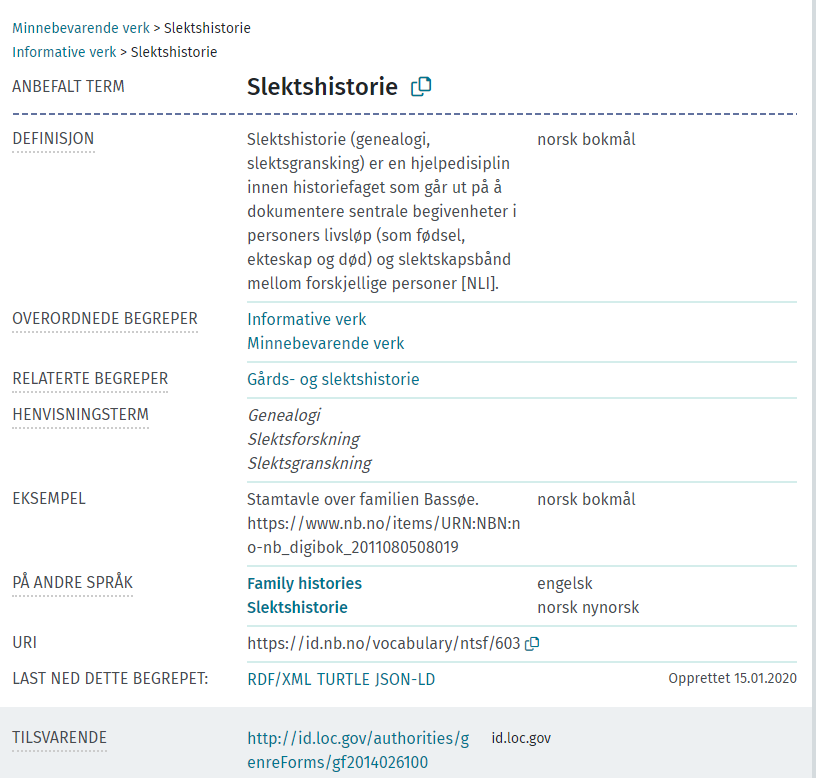 Minnebevarende verk > Slektshistorie
Informative verk > Slektshistorie
ANBEFALT TERM
Slektshistorie
DEFINISJON
Slektshistorie (genealogi,
norsk bokmål
slektsgransking) er en hjelpedisiplin
innen historiefaget som går ut på å
dokumentere sentrale begivenheter i
personers livsløp (som fødsel,
ekteskap og død) og slektskapsbånd
mellom forskjellige personer [NLI].
OVERORDNEDE BEGREPER
Informative verk
Minnebevarende verk
RELATERTE BEGREPER
Gårds- og slektshistorie
HENVISNINGSTERM
Genealogi
Slektsforskning
Slektsgranskning
EKSEMPEL
Stamtavle over familien Bassøe.
norsk bokmål
https://www.nb.no/items/URN:NBN:n
o-nb_digibok_2011080508019
PÅ ANDRE SPRÅK
Family histories
engelsk
Slektshistorie
norsk nynorsk
URI
https://id.nb.no/vocabulary/ntsf/603
LAST NED DETTE BEGREPET:
RDF/XML TURTLE JSON-LD
Opprettet 15.01.2020
TILSVARENDE
http://id.loc.gov/authorities/g
id.loc.gov
enreForms/gf2014026100